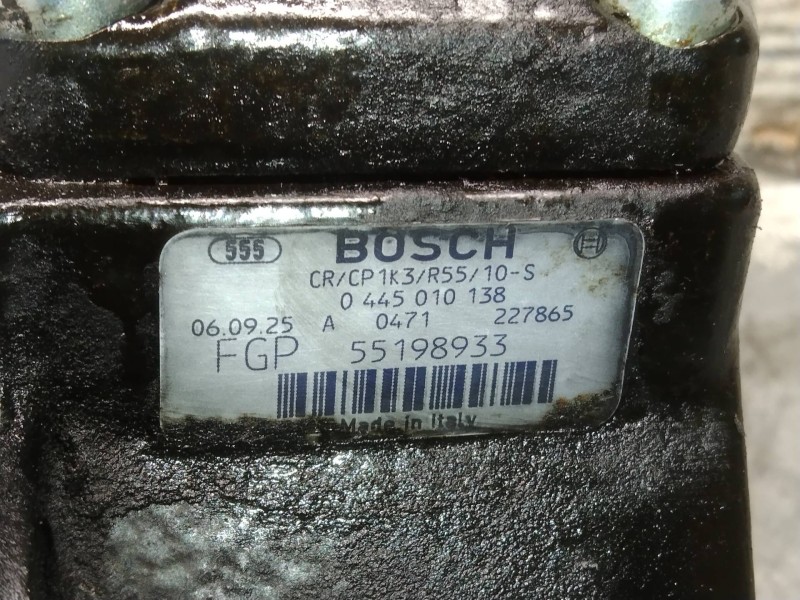 555 BOSCH
CR/CP1K3/R55/10-S
0 445 010 138
06.09.25 A 0471 227865
FGP 55198933
Made in Italy